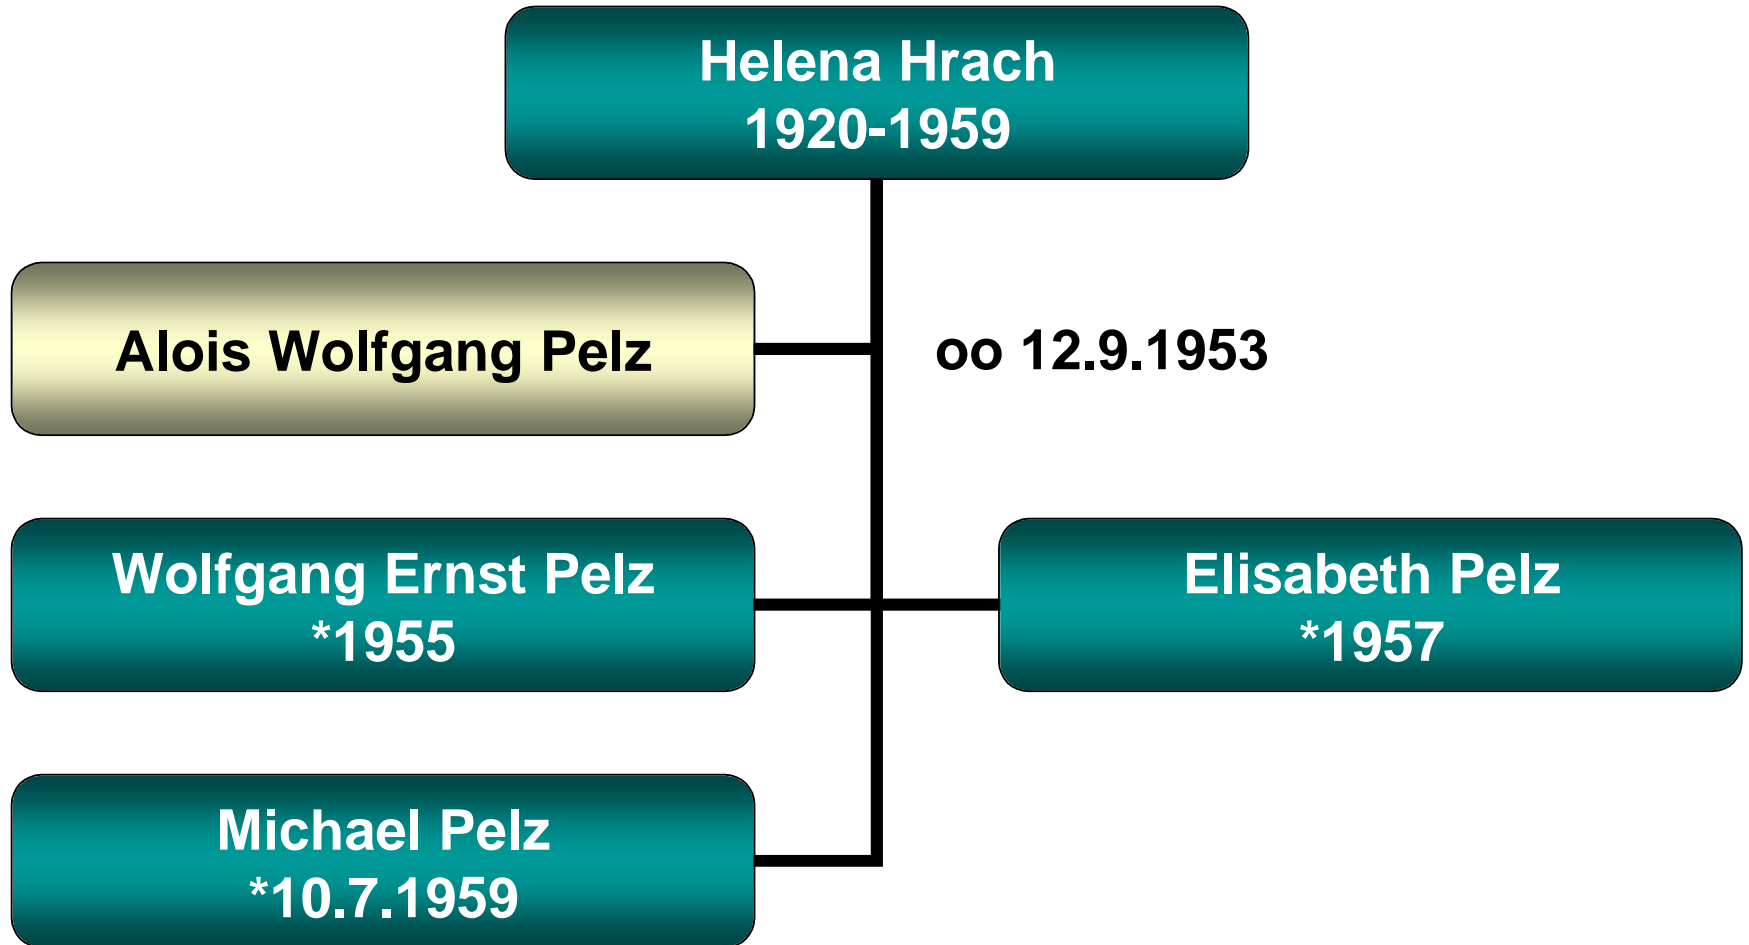 Helena Hrach
1920-1959
Alois Wolfgang Pelz
oo 12.9.1953
Wolfgang Ernst Pelz
*1955
Elisabeth Pelz
*1957
Michael Pelz
*10.7.1959